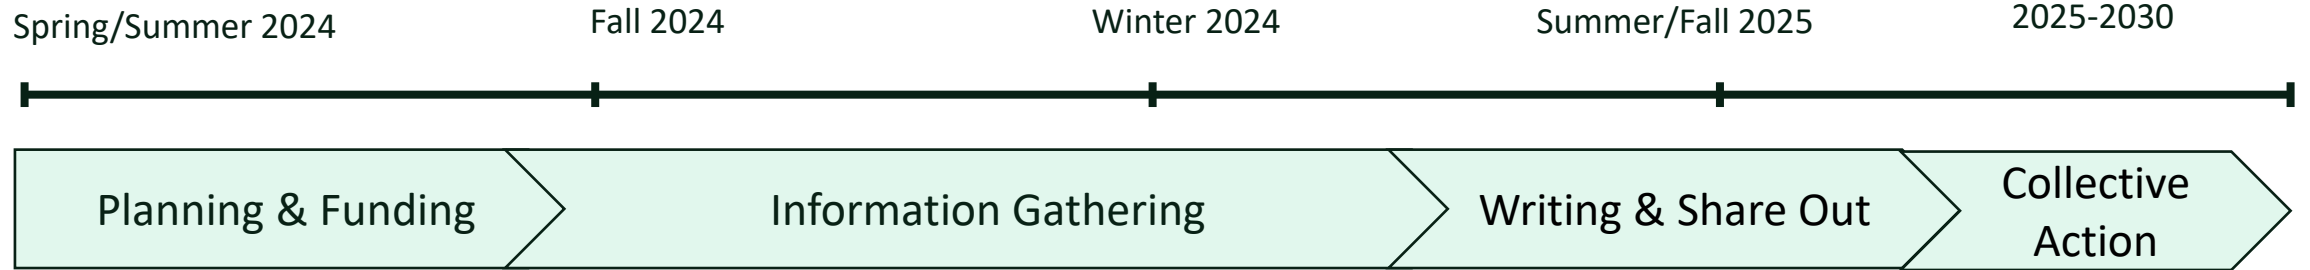 Spring/Summer 2024
Fall 2024
Winter 2024
Summer/Fall 2025
2025-2030
Planning & Funding
Information Gathering
Writing & Share Out
Collective
Action